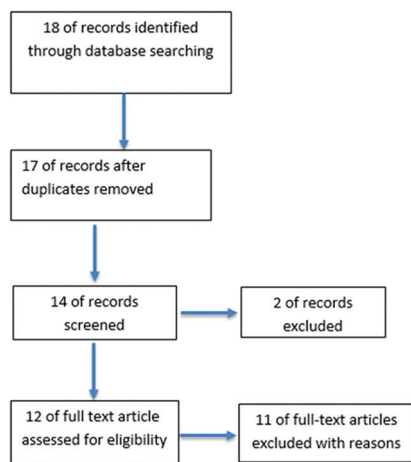 18 of records identified
through database searching
17 of records after
duplicates removed
14 of records
screened
2 of records
excluded
12 of full text article
assessed for eligibility
11 of full-text articles
excluded with reasons